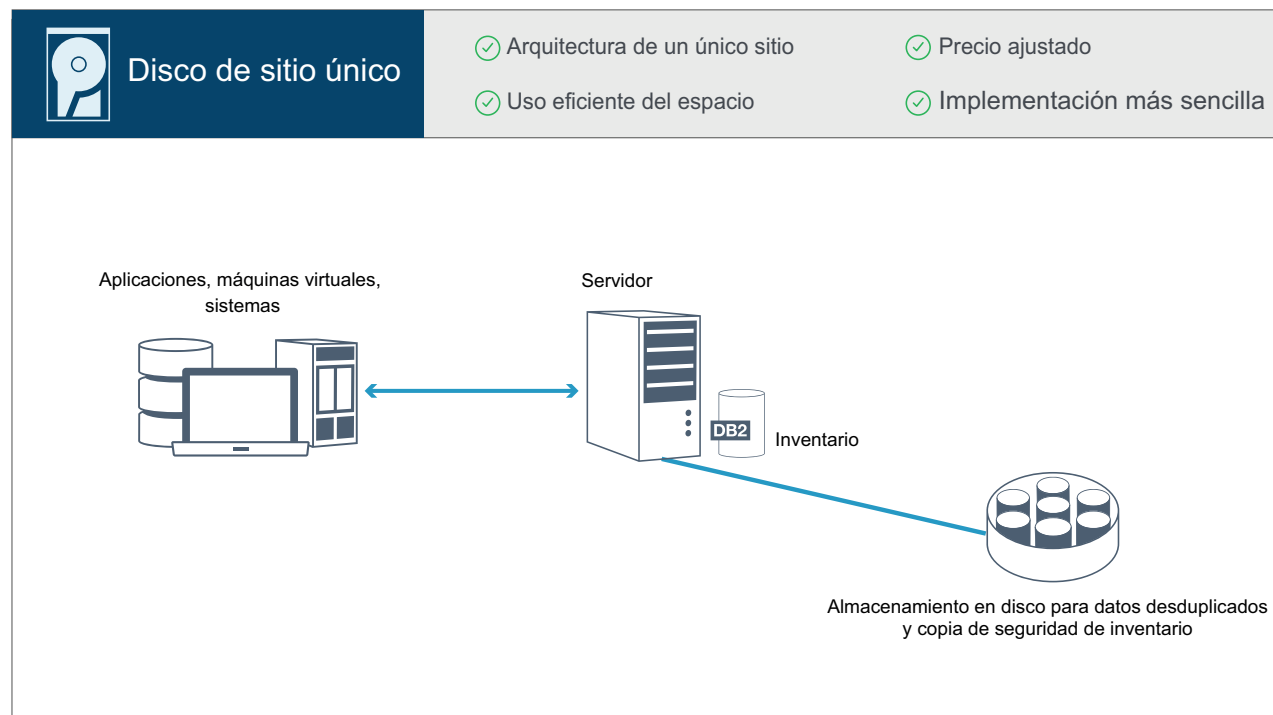 Disco de sitio único
Arquitectura de un único sitio
Precio ajustado
Uso eficiente del espacio
Implementación más sencilla
Aplicaciones, máquinas virtuales,
sistemas
Servidor
DB2
Inventario
Almacenamiento en disco para datos desduplicados
y copia de seguridad de inventario